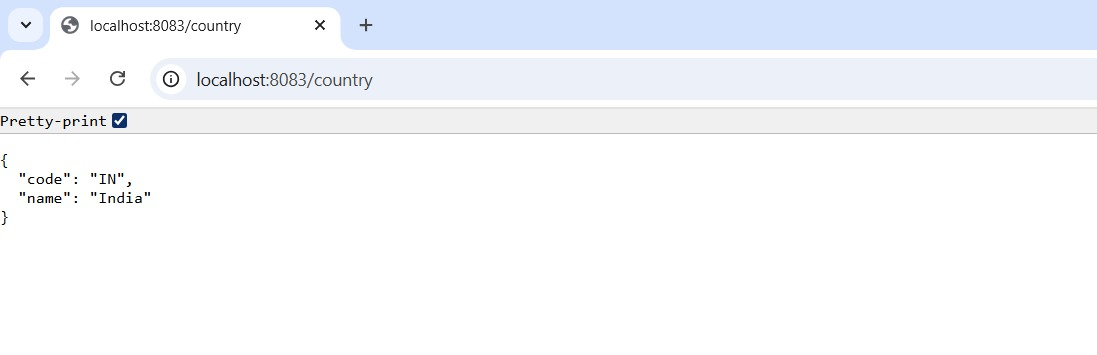 localhost:8083/country
localhost:8083/country
Pretty-print
{
  "code": "IN",
  "name": "India"
}